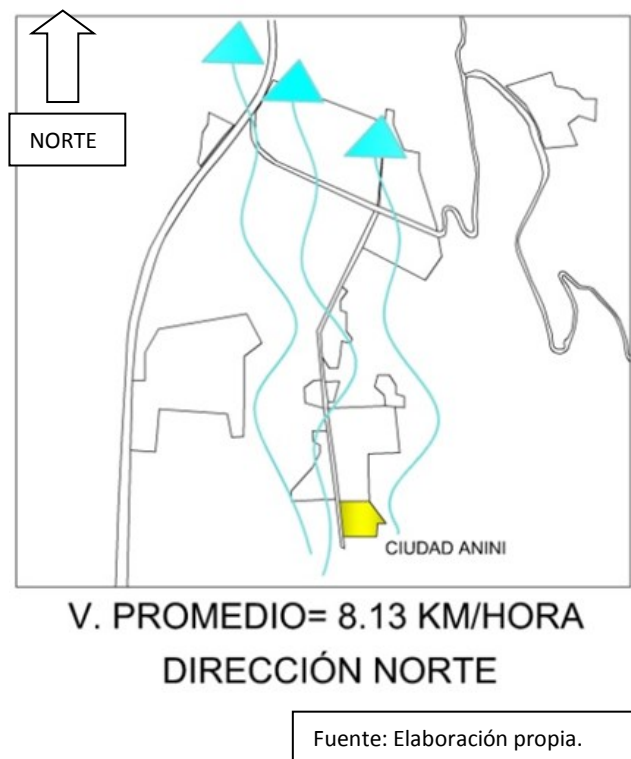 NORTE
CIUDAD ANINI
V. PROMEDIO= 8.13 KM/HORA
DIRECCIÓN NORTE
Fuente: Elaboración propia.